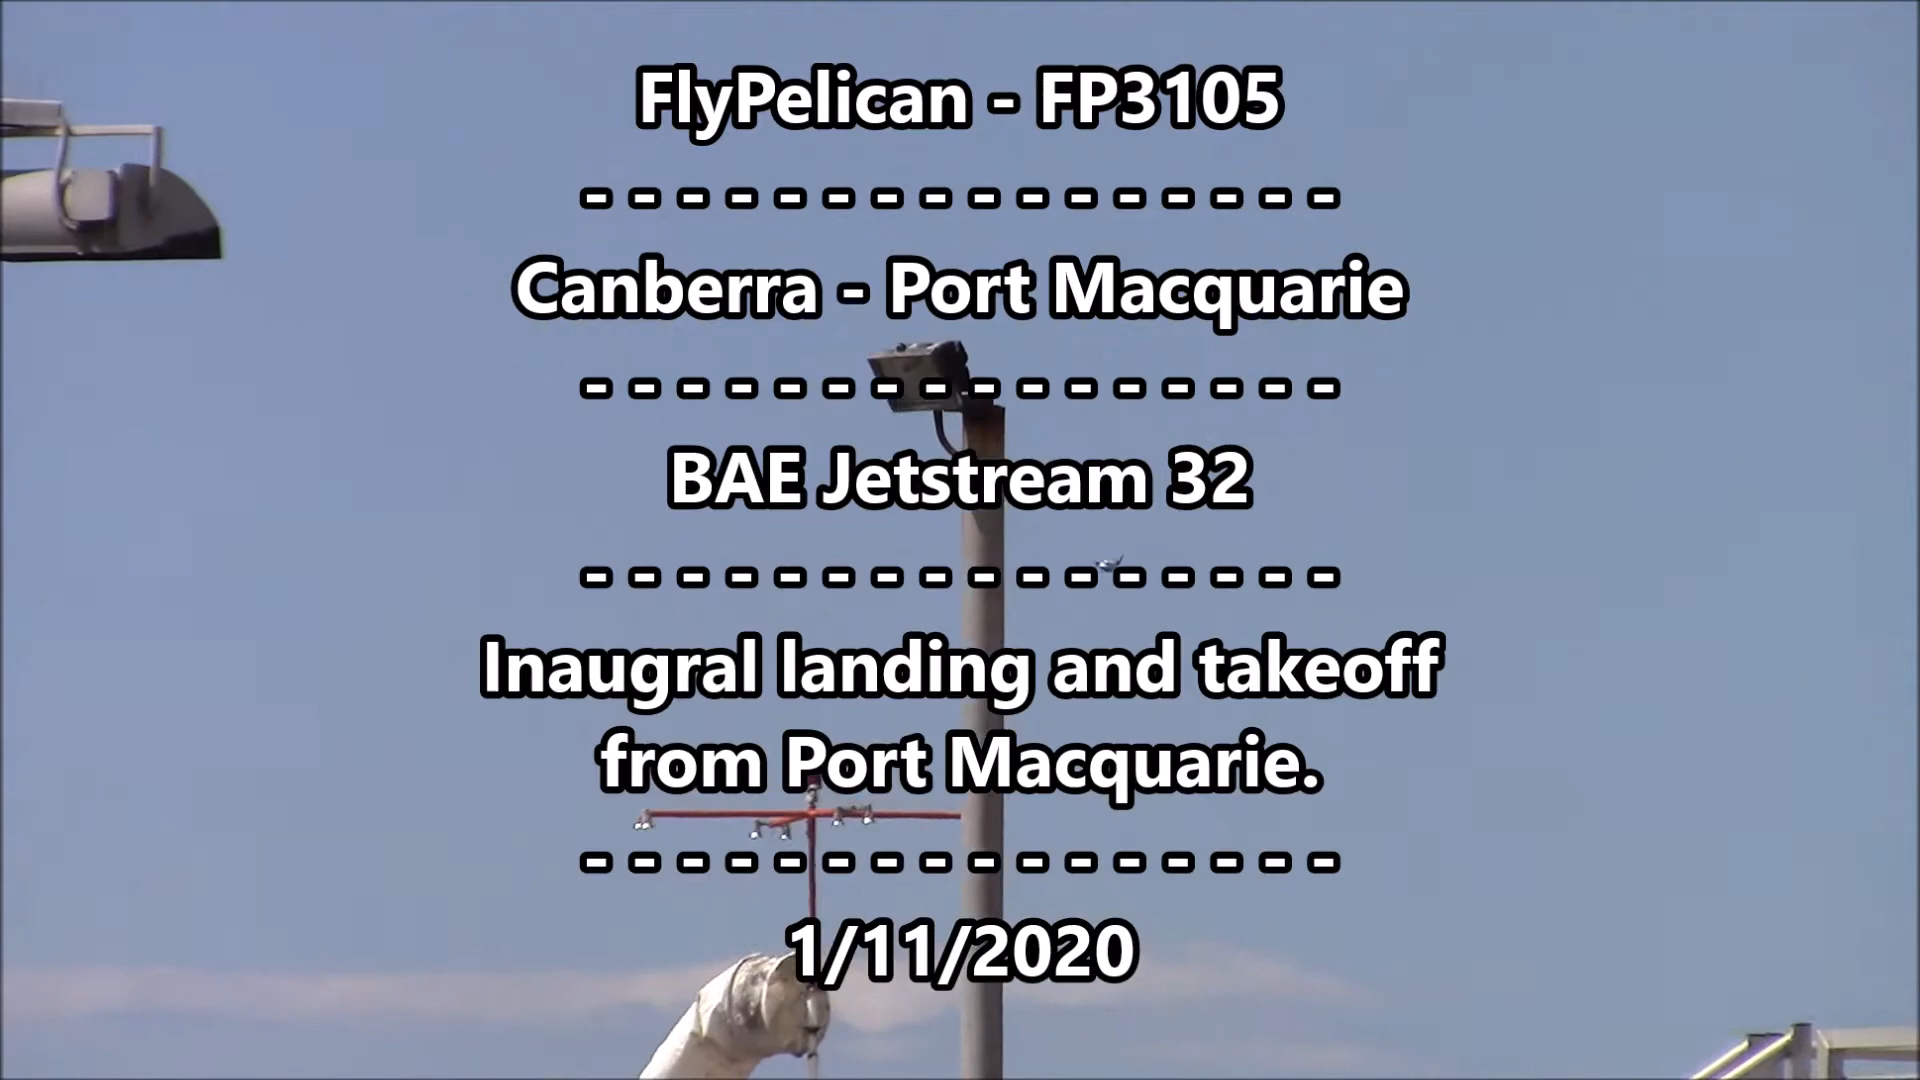 FlyPelican - FP3105
- - - - - - - - - - - - - - - -
Canberra - Port Macquarie
- - - - - - - - - - - - - - - -
BAE Jetstream 32
- - - - - - - - - - - - - - - -
Inaugral landing and takeoff
from Port Macquarie.
- - - - - - - - - - - - - - - -
1/11/2020